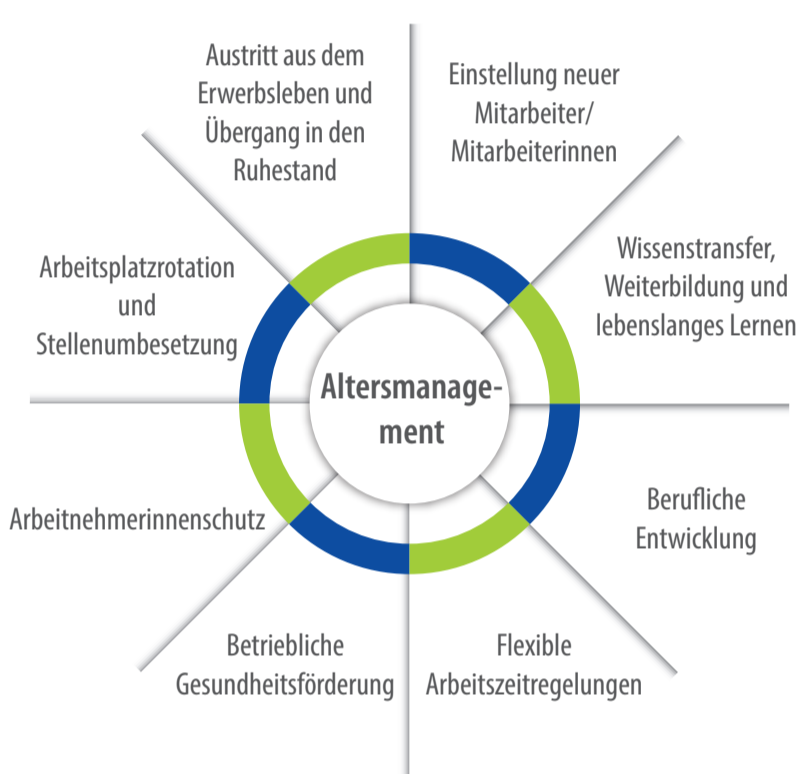 Austritt aus dem
Erwerbsleben und
Übergang in den
Ruhestand
Einstellung neuer
Mitarbeiter/
Mitarbeiterinnen
Wissenstransfer,
Weiterbildung und
lebenslanges Lernen
Arbeitsplatzrotation
und
Stellenumbesetzung
Altersmanage-
ment
Arbeitnehmerinnenschutz
Berufliche
Entwicklung
Betriebliche
Gesundheitsförderung
Flexible
Arbeitszeitregelungen